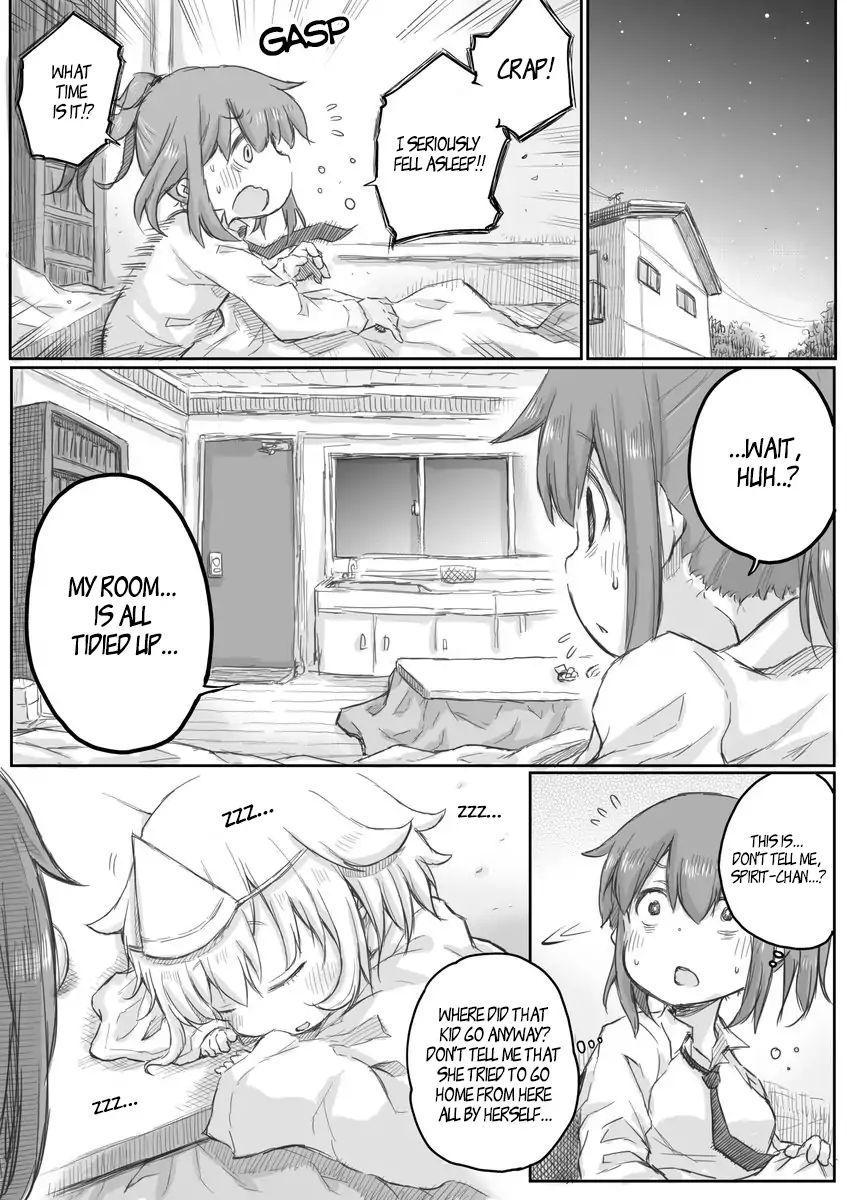 CRAP!
I SERIOUSLY
FELL ASLEEP!!
GASP
WHAT
TIME
IS IT!?
...WAIT,
HUH...?
MY ROOM...
IS ALL
TIDIED UP...
THIS IS...
DON'T TELL ME,
SPIRIT-CHAN...?
WHERE DID THAT
KID GO ANYWAY?
DON'T TELL ME THAT
SHE TRIED TO GO
HOME FROM HERE
ALL BY HERSELF...
ZZZ...
ZZZ...
ZZZ...